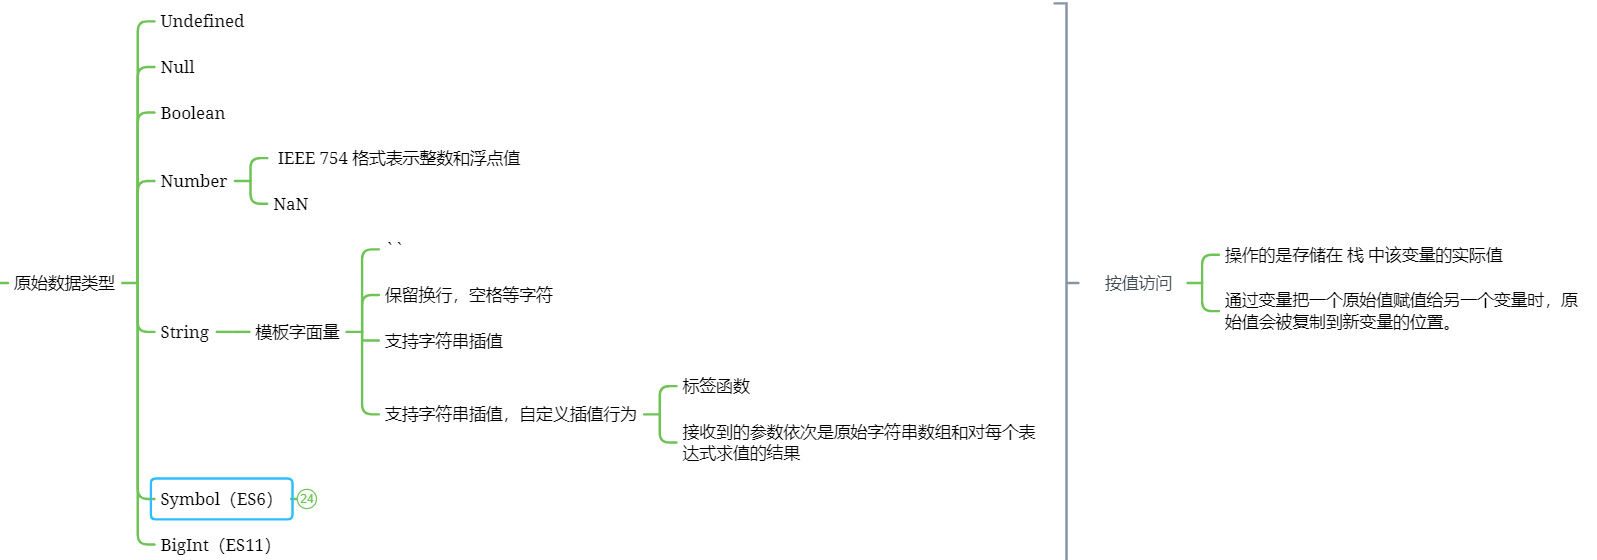 原始数据类型
Undefined
Null
Boolean
Number
IEEE 754 格式表示整数和浮点值
NaN
String
模板字面量
` `
保留换行，空格等字符
支持字符串插值
支持字符串插值，自定义插值行为
标签函数
接收到的参数依次是原始字符串数组和对每个表
达式求值的结果
Symbol（ES6）
24
BigInt（ES11）
按值访问
操作的是存储在 栈 中该变量的实际值
通过变量把一个原始值赋值给另一个变量时，原
始值会被复制到新变量的位置。